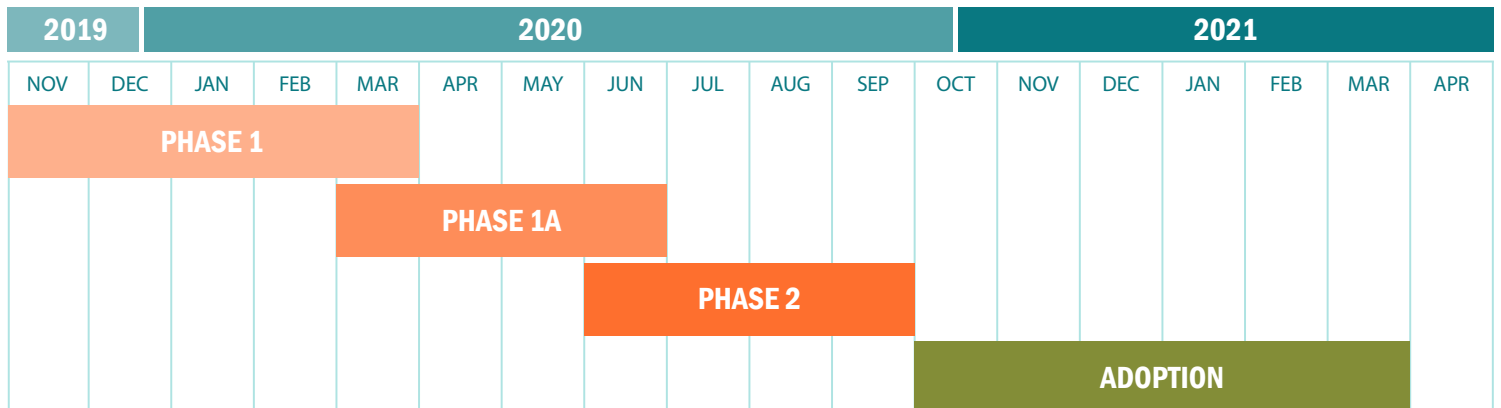 2019 2020 2021
NOV DEC JAN FEB MAR APR MAY JUN JUL AUG SEP OCT NOV DEC JAN FEB MAR APR
PHASE 1
PHASE 1A
PHASE 2
ADOPTION